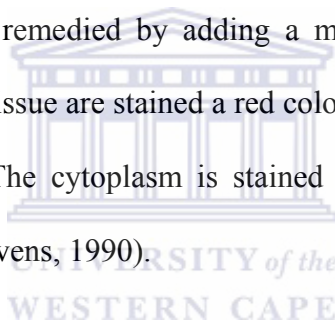 remedied by adding a m
issue are stained a red colo
The cytoplasm is stained
vens, 1990).
UNIVERSITY of the
WESTERN CAPE